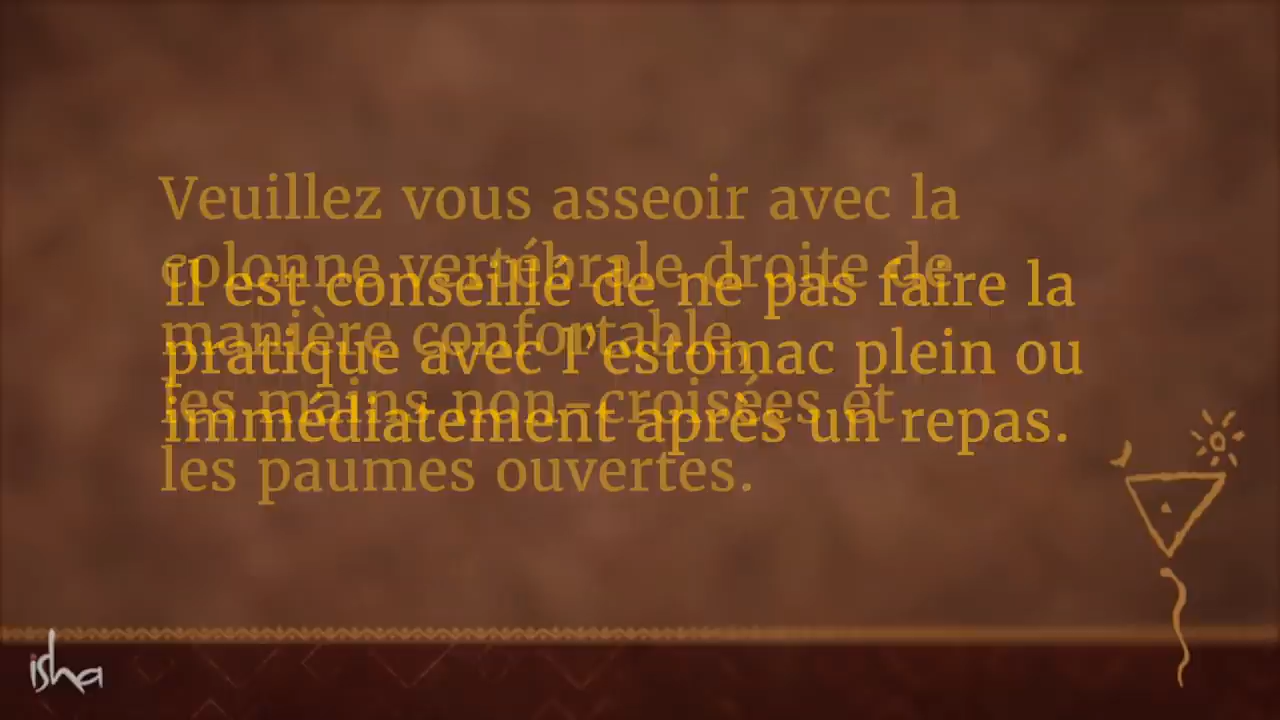 Veuillez vous asseoir avec la
colonne vertébrale droite de
manière confortable,
les mains non-croisées et
les paumes ouvertes.
Il est conseillé de ne pas faire la
pratique avec l'estomac plein ou
immédiatement après un repas.
isha